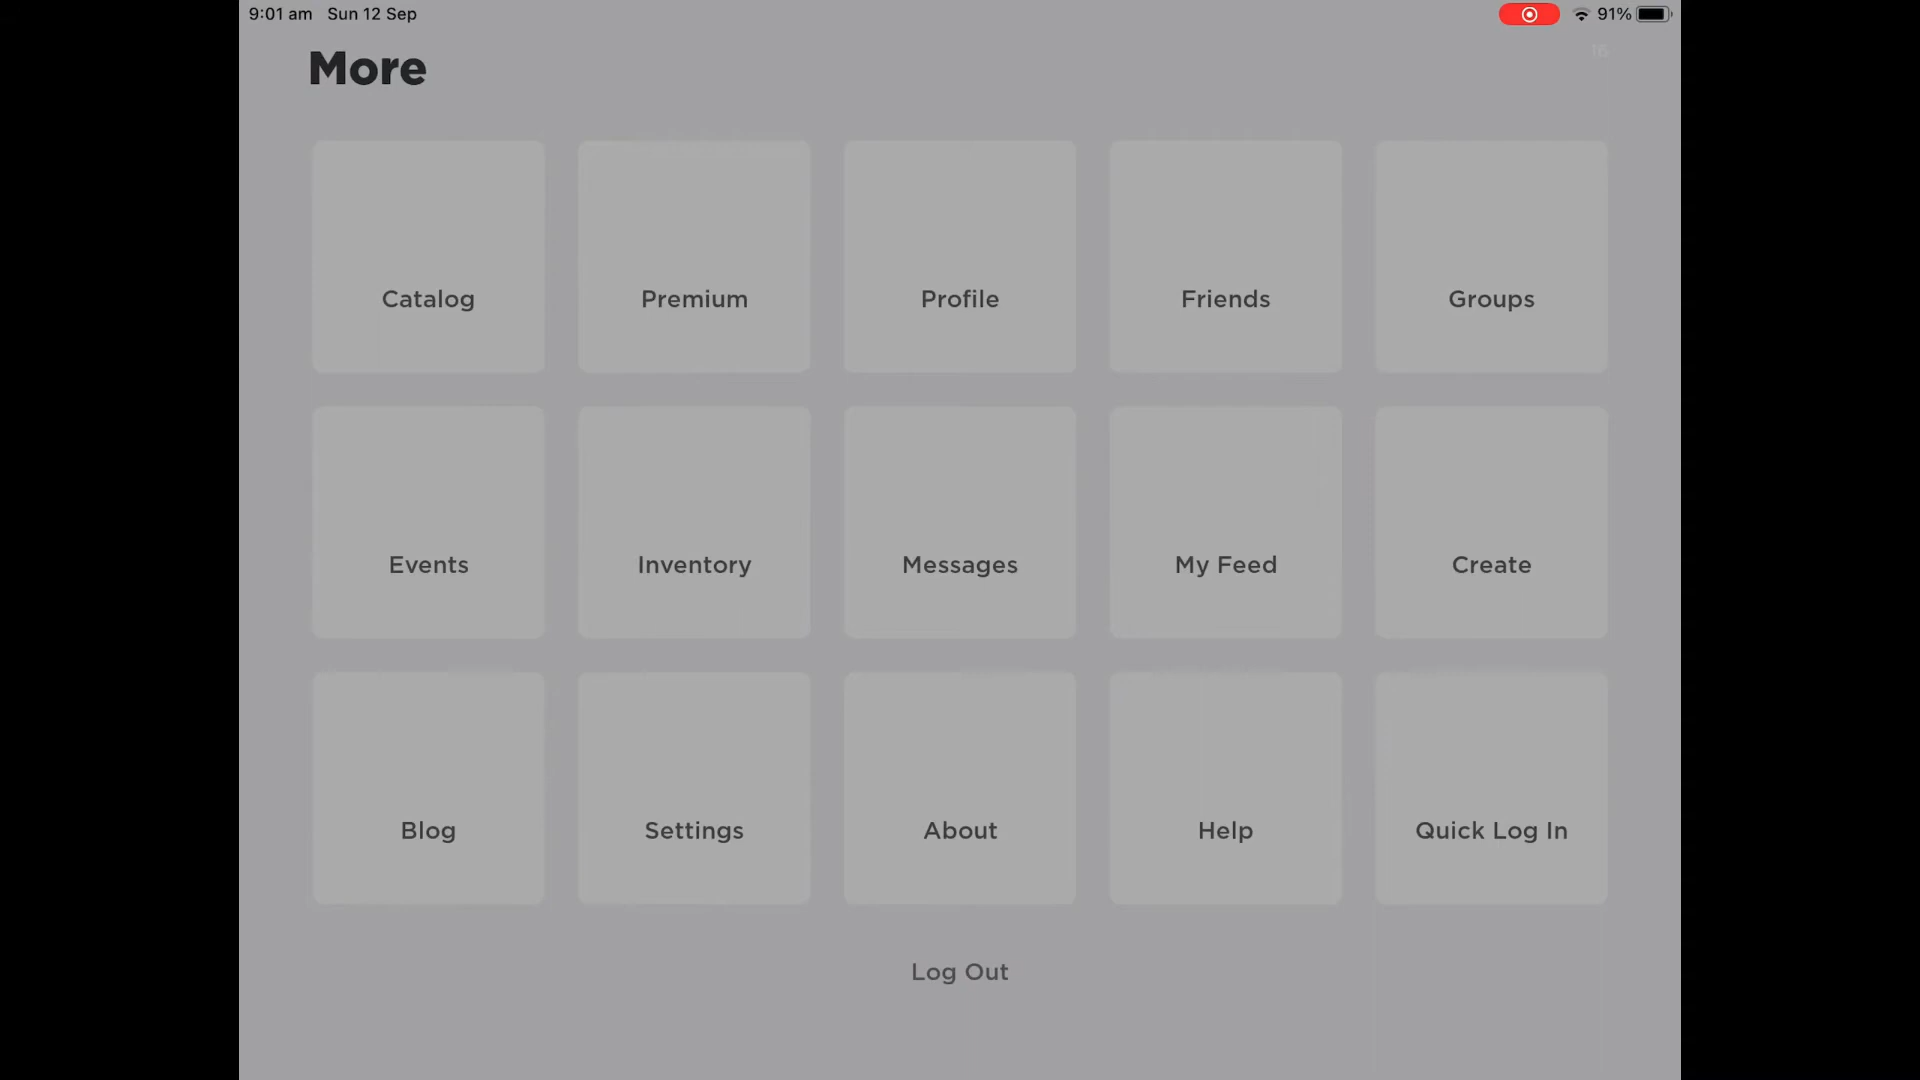 9:01 am Sun 12 Sep 91%
16
More
Catalog Premium Profile Friends Groups
Events Inventory Messages My Feed Create
Blog Settings About Help Quick Log In
Log Out